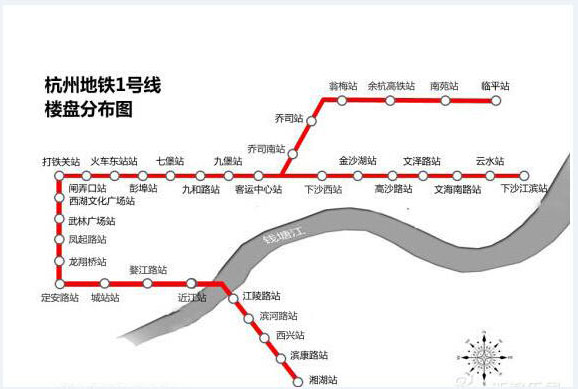 杭州地铁1号线
楼盘分布图
翁梅站
余杭高铁站
南苑站
临平站
乔司站
乔司南站
打铁关站
火车东站站
七堡站
九堡站
金沙湖站
文泽路站
云水站
闸弄口站
彭埠站
九和路站
客运中心站
下沙西站
高沙路站
文海南路站
下沙江滨站
西湖文化广场站
武林广场站
凤起路站
龙翔桥站
钱塘江
婺江路站
定安路站
城站站
近江站
江陵路站
滨河路站
西兴站
滨康路站
湘湖站